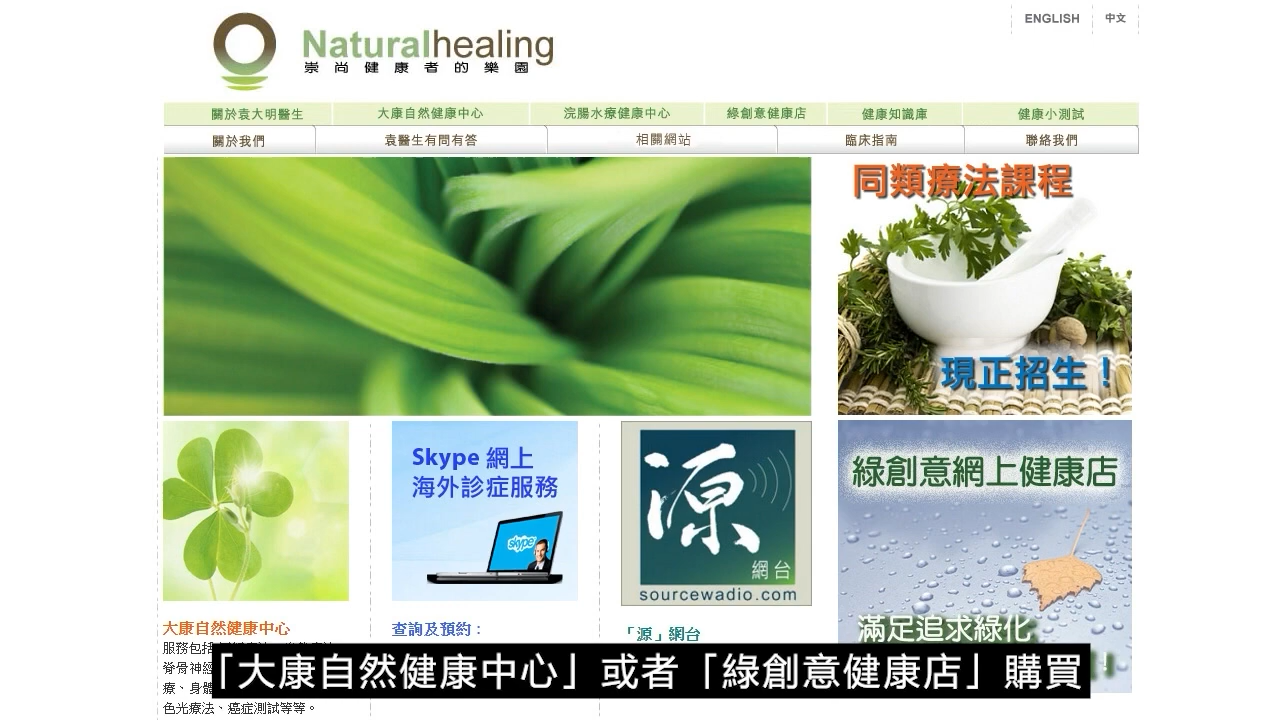 ENGLISH 中文
Naturalhealing
崇尚健康者的樂園
關於袁大明醫生 大康自然健康中心 浣腸水療健康中心 綠創意健康店 健康知識庫 健康小測試
關於我們 袁醫生有問有答 相關網站 臨床指南 聯絡我們
同類療法課程
現正招生！
Skype 網上
海外診症服務
源
網台
sourcewadio.com
綠創意網上健康店
滿足追求綠化
大康自然健康中心
服務包括
脊骨神經
療、身體
色光療法、癌症測試等等。
查詢及預約：
「源」網台
「大康自然健康中心」或者「綠創意健康店」購買